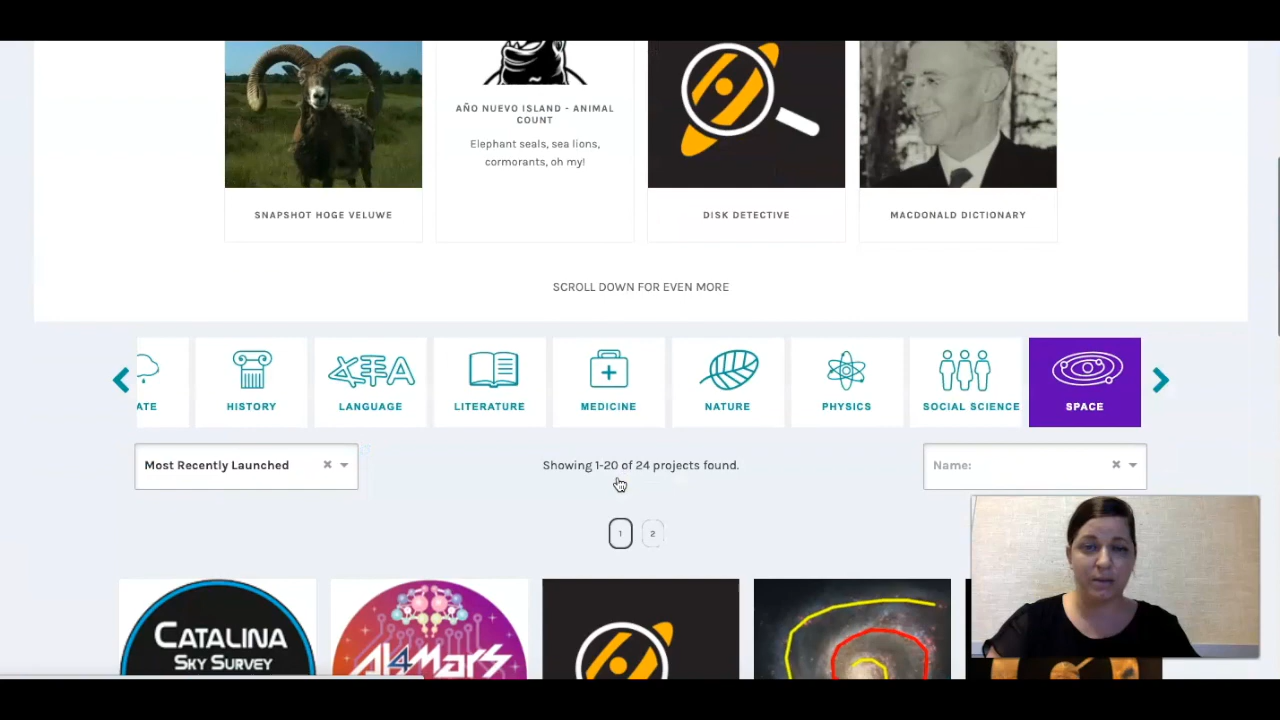 AÑO NUEVO ISLAND - ANIMAL
COUNT
Elephant seals, sea lions,
cormorants, oh my!
SNAPSHOT HOGE VELUWE
DISK DETECTIVE
MACDONALD DICTIONARY
SCROLL DOWN FOR EVEN MORE
ATE
HISTORY
LANGUAGE
LITERATURE
MEDICINE
NATURE
PHYSICS
SOCIAL SCIENCE
SPACE
Most Recently Launched
Showing 1-20 of 24 projects found.
Name:
1
2
CATALINA
SKY SURVEY
AI4Mars